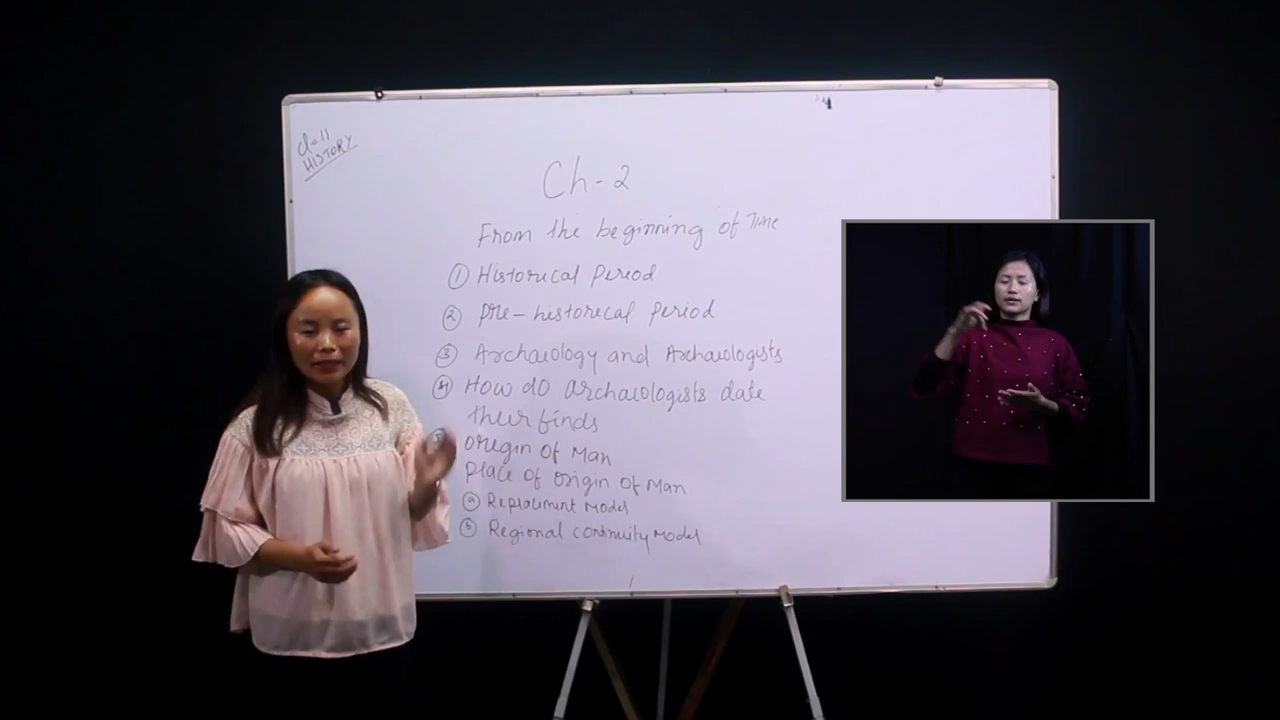 Cl-11
HISTORY
Ch-2
From the beginning of Time
① Historical Period
② Pre-historical Period
③ Archaeology and Archaeologists
④ How do archaeologists date
their finds
⑤ Origin of Man
Place of origin of Man
ⓐ Replacement Model
ⓑ Regional continuity Model